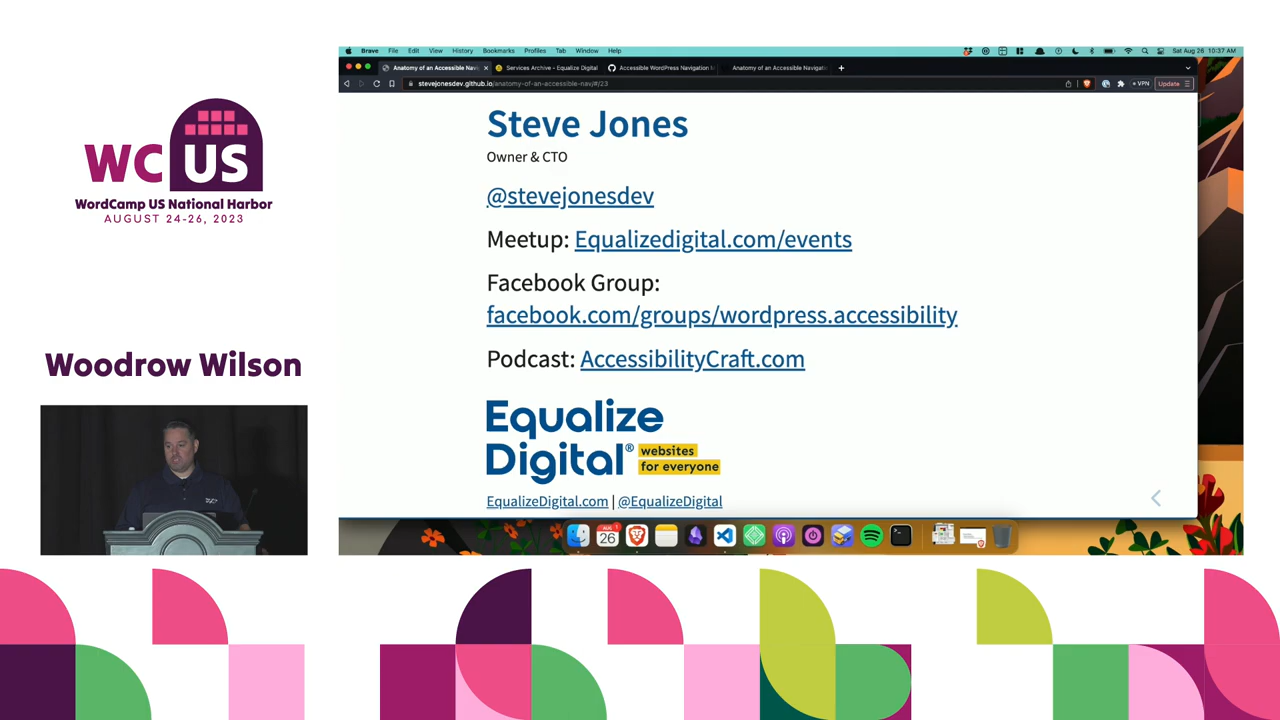 Brave File Edit View History Bookmarks Profiles Tab Window Help
Sat Aug 26 10:37 AM
Anatomy of an Accessible Navi
Services Archive - Equalize Digital
Accessible WordPress Navigation
Anatomy of an Accessible Navigati
stevejonesdev.github.io/anatomy-of-an-accessible-nav/#/23
VPN
Update
WC US
WordCamp US National Harbor
AUGUST 24-26, 2023
Woodrow Wilson
Steve Jones
Owner & CTO
@stevejonesdev
Meetup: Equalizedigital.com/events
Facebook Group:
facebook.com/groups/wordpress.accessibility
Podcast: AccessibilityCraft.com
Equalize
Digital® websites
for everyone
EqualizeDigital.com | @EqualizeDigital
26